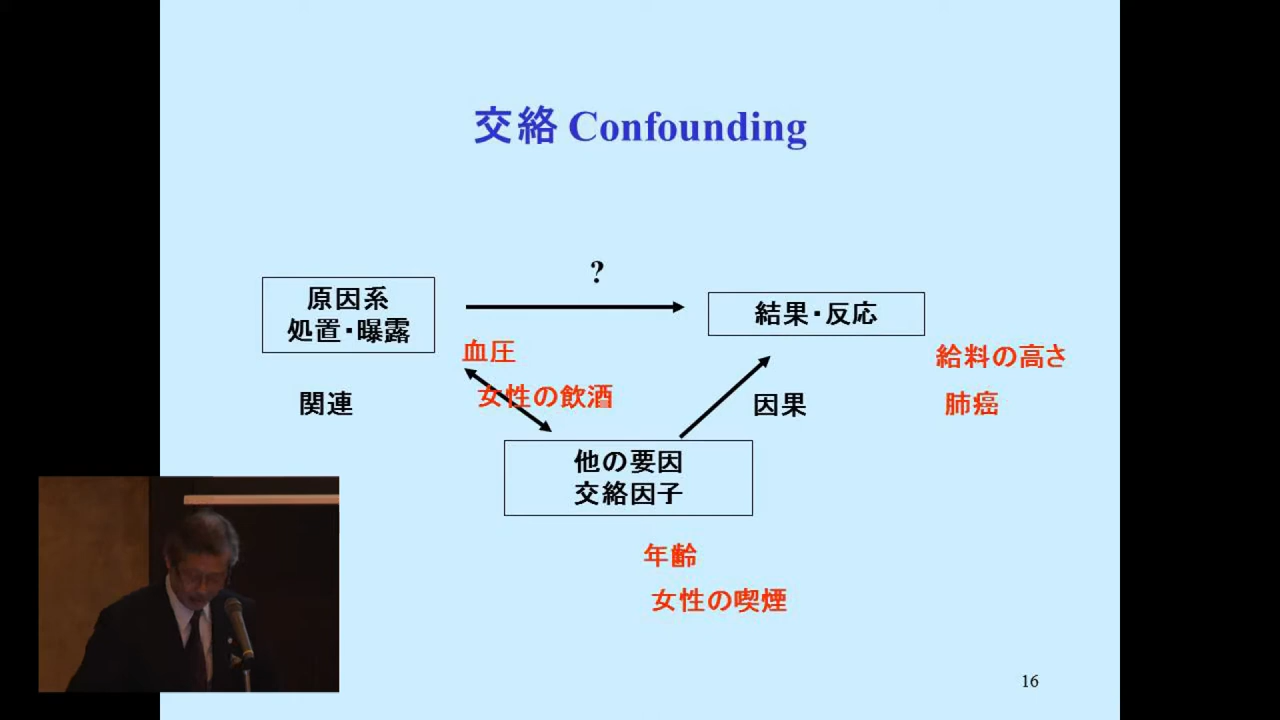 交絡 Confounding
?
原因系
処置・曝露
結果・反応
血圧
給料の高さ
女性の飲酒
関連
因果
肺癌
他の要因
交絡因子
年齢
女性の喫煙
16